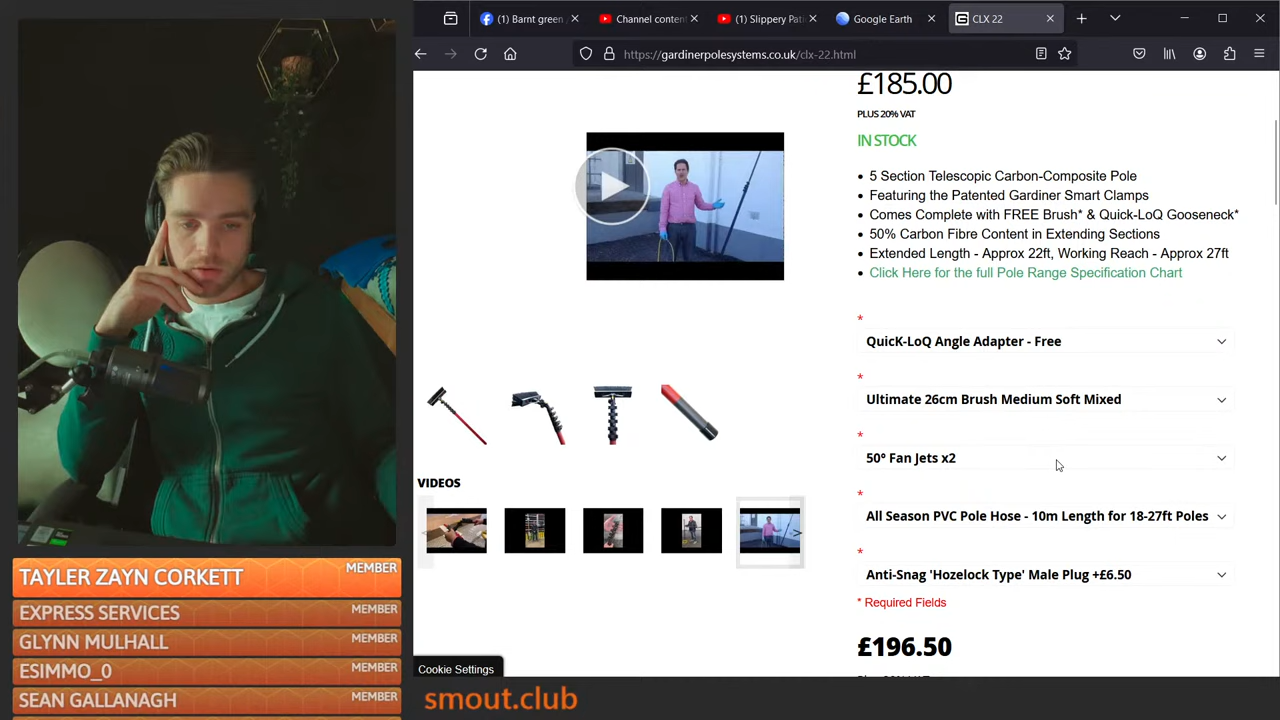 (1) Barnt green
Channel conten
(1) Slippery Pati
Google Earth
CLX 22
https://gardinerpolesystems.co.uk/clx-22.html
£185.00
PLUS 20% VAT
IN STOCK
5 Section Telescopic Carbon-Composite Pole
Featuring the Patented Gardiner Smart Clamps
Comes Complete with FREE Brush* & Quick-LoQ Gooseneck*
50% Carbon Fibre Content in Extending Sections
Extended Length - Approx 22ft, Working Reach - Approx 27ft
Click Here for the full Pole Range Specification Chart
*
QuicK-LoQ Angle Adapter - Free
*
Ultimate 26cm Brush Medium Soft Mixed
*
50° Fan Jets x2
*
All Season PVC Pole Hose - 10m Length for 18-27ft Poles
*
Anti-Snag 'Hozelock Type' Male Plug +£6.50
* Required Fields
£196.50
VIDEOS
Cookie Settings
TAYLER ZAYN CORKETT MEMBER
EXPRESS SERVICES MEMBER
GLYNN MULHALL MEMBER
ESIMMO_0 MEMBER
SEAN GALLANAGH MEMBER
smout.club